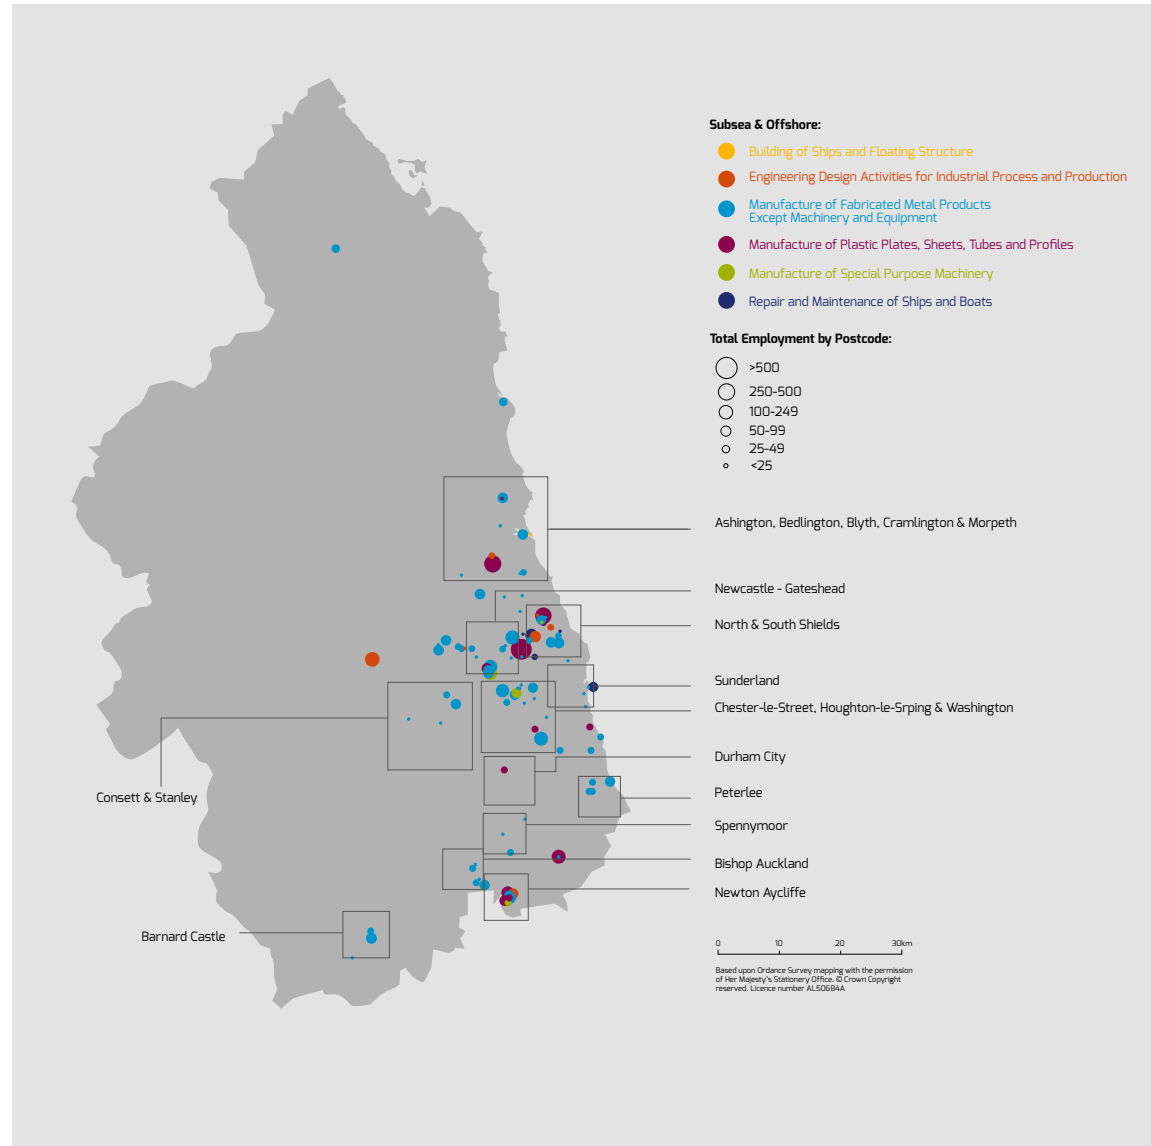 Subsea & Offshore:
Building of Ships and Floating Structure
Engineering Design Activities for Industrial Process and Production
Manufacture of Fabricated Metal Products
Except Machinery and Equipment
Manufacture of Plastic Plates, Sheets, Tubes and Profiles
Manufacture of Special Purpose Machinery
Repair and Maintenance of Ships and Boats
Total Employment by Postcode:
>500
250-500
100-249
50-99
25-49
<25
Ashington, Bedlington, Blyth, Cramlington & Morpeth
Newcastle - Gateshead
North & South Shields
Sunderland
Chester-le-Street, Houghton-le-Srping & Washington
Durham City
Peterlee
Consett & Stanley
Spennymoor
Bishop Auckland
Newton Aycliffe
Barnard Castle
0 10 20 30km
Based upon Ordance Survey mapping with the permission
of Her Majesty's Stationery Office. © Crown Copyright
reserved. Licence number AL50684A